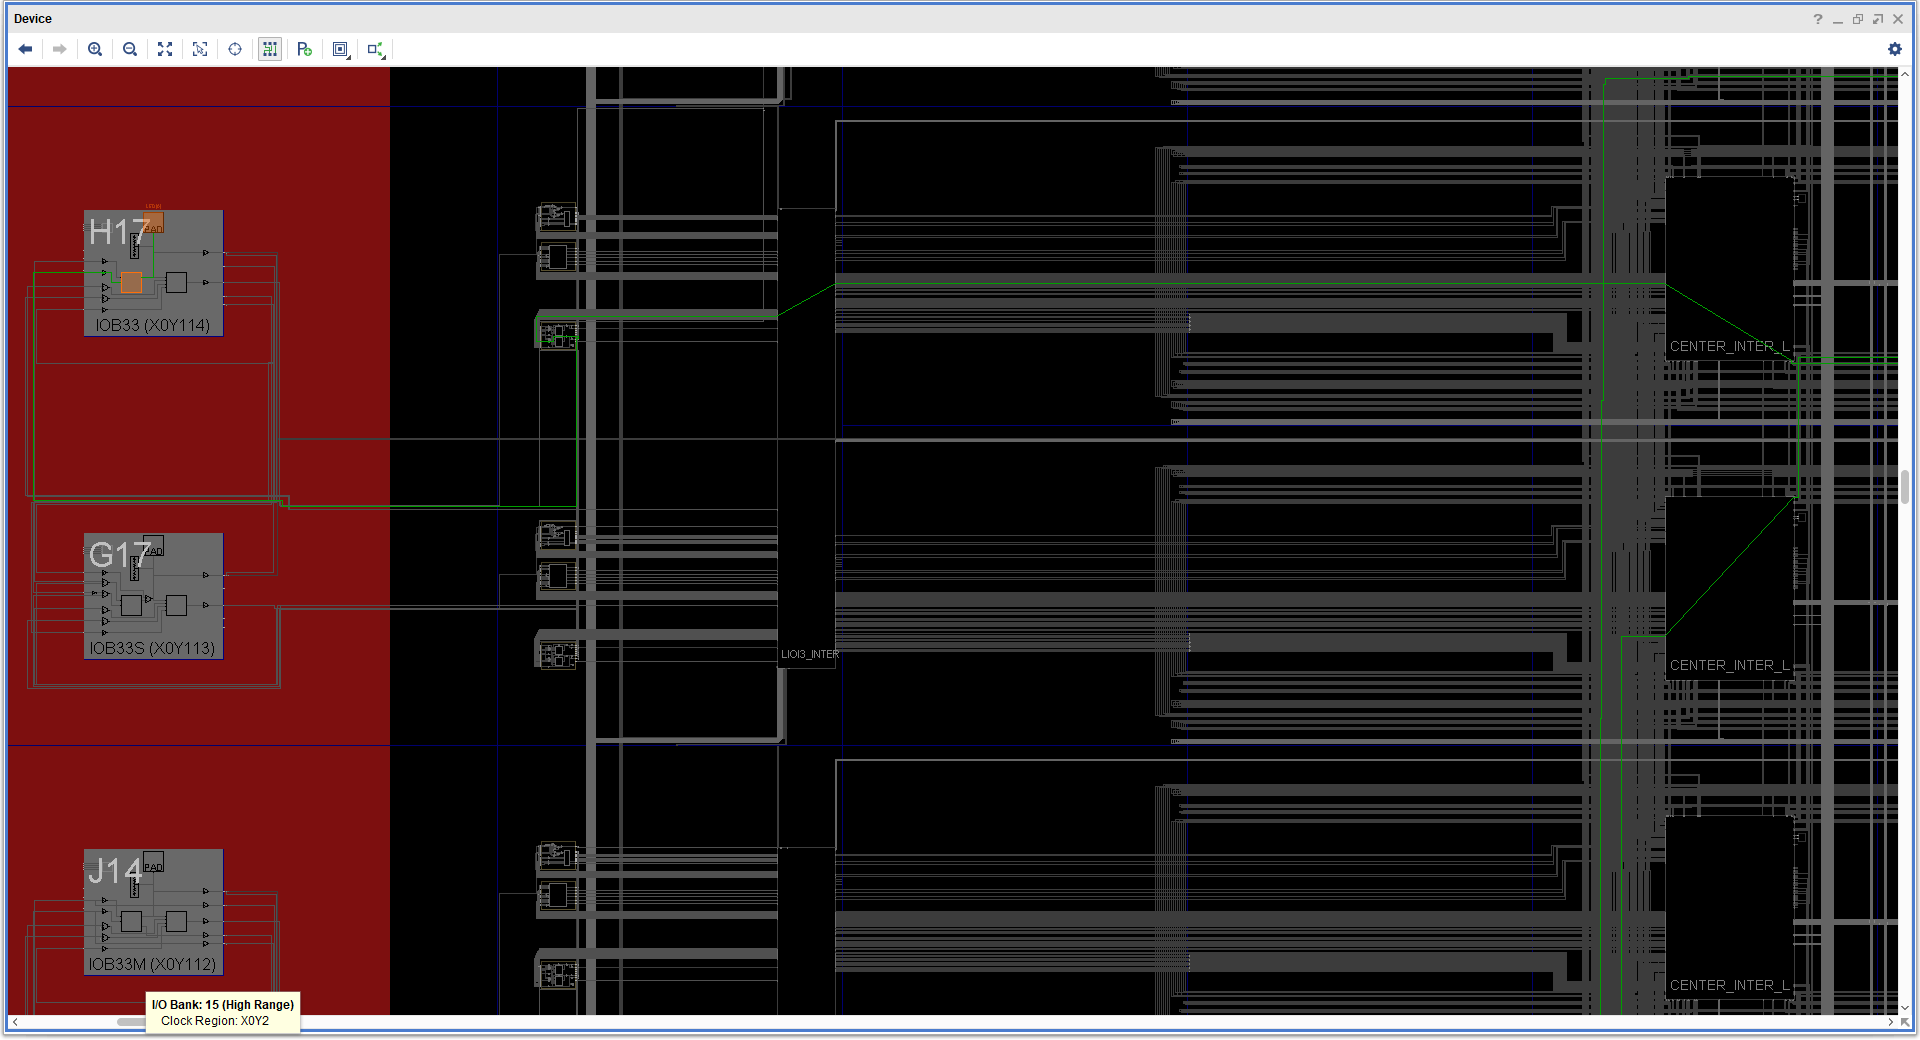 Device
H17
PAD
IOB33 (X0Y114)
CENTER_INTER_L
G17
PAD
IOB33S (X0Y113)
LIOI3_INTER
CENTER_INTER_L
J14
PAD
IOB33M (X0Y112)
CENTER_INTER_L
I/O Bank: 15 (High Range)
Clock Region: X0Y2